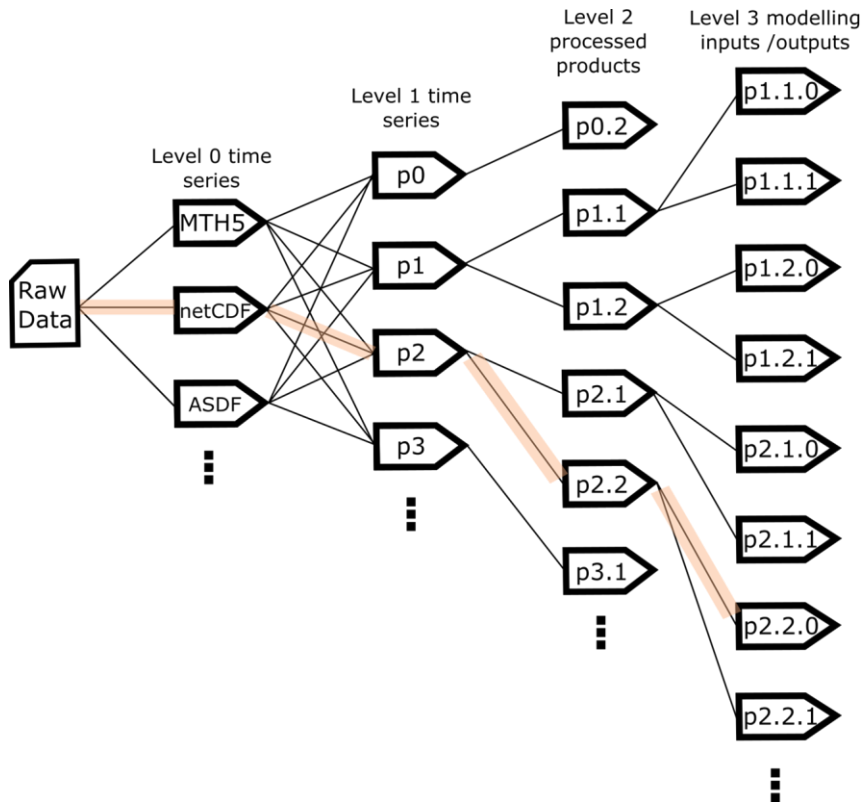 Level 2
processed
products
Level 3 modelling
inputs /outputs
Level 1 time
series
Level 0 time
series
Raw
Data
MTH5
netCDF
ASDF
p0
p1
p2
p3
p0.2
p1.1
p1.2
p2.1
p2.2
p3.1
p1.1.0
p1.1.1
p1.2.0
p1.2.1
p2.1.0
p2.1.1
p2.2.0
p2.2.1